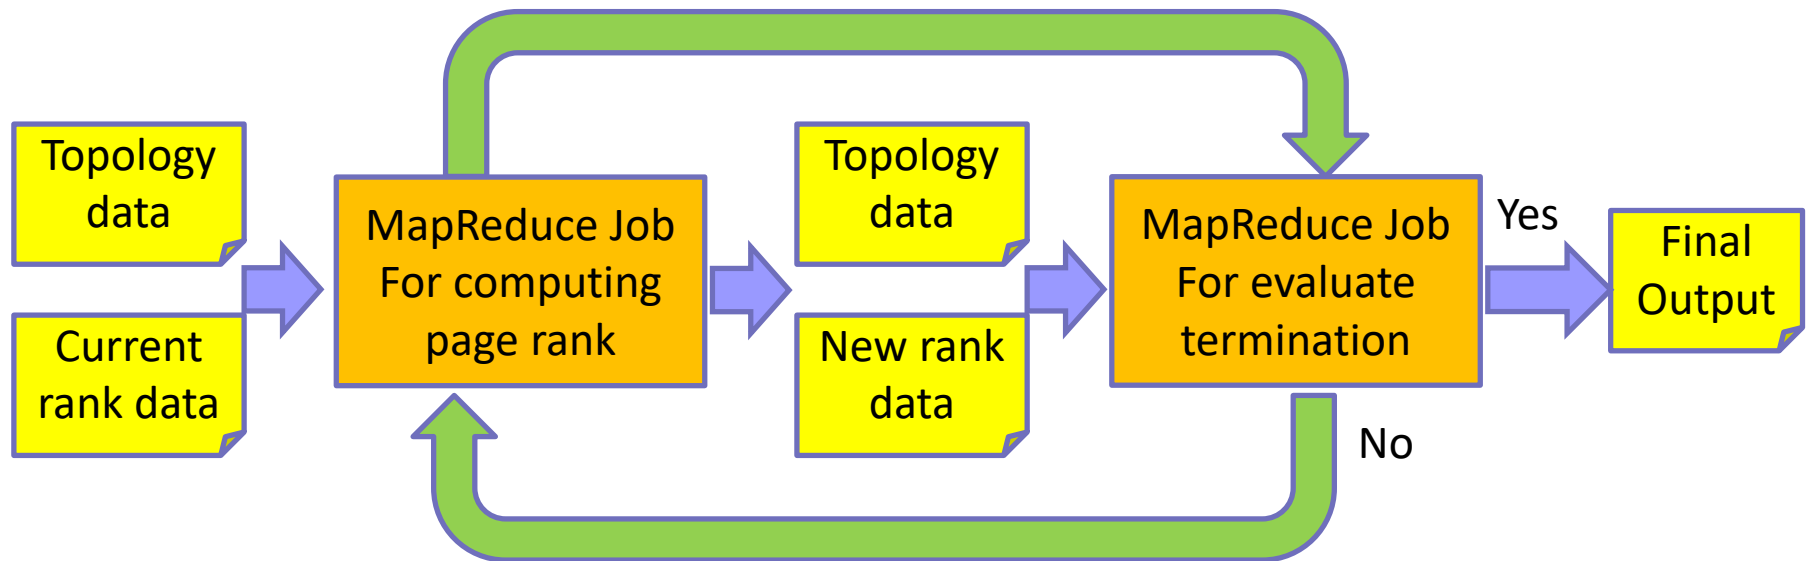 Topology
data
Current
rank data
MapReduce Job
For computing
page rank
Topology
data
New rank
data
MapReduce Job
For evaluate
termination
Yes
No
Final
Output